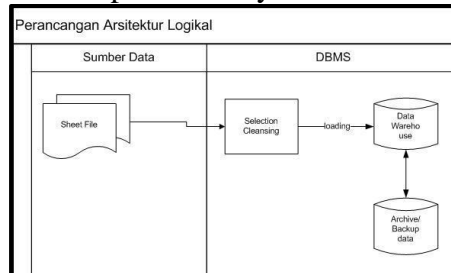 Perancangan Arsitektur Logikal
Sumber Data
DBMS
Sheet File
Selection
Cleansing
loading
Data
Wareho
use
Archive/
Backup
data